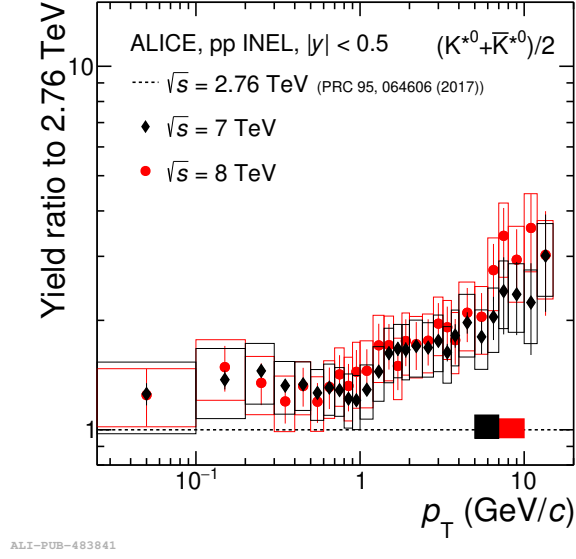 ALICE, pp INEL, |y| < 0.5 (K*⁰+K̅*⁰)/2
√s = 2.76 TeV (PRC 95, 064606 (2017))
√s = 7 TeV
√s = 8 TeV
Yield ratio to 2.76 TeV
10
1
10⁻¹ 1 10
p_T (GeV/c)
ALI-PUB-483841